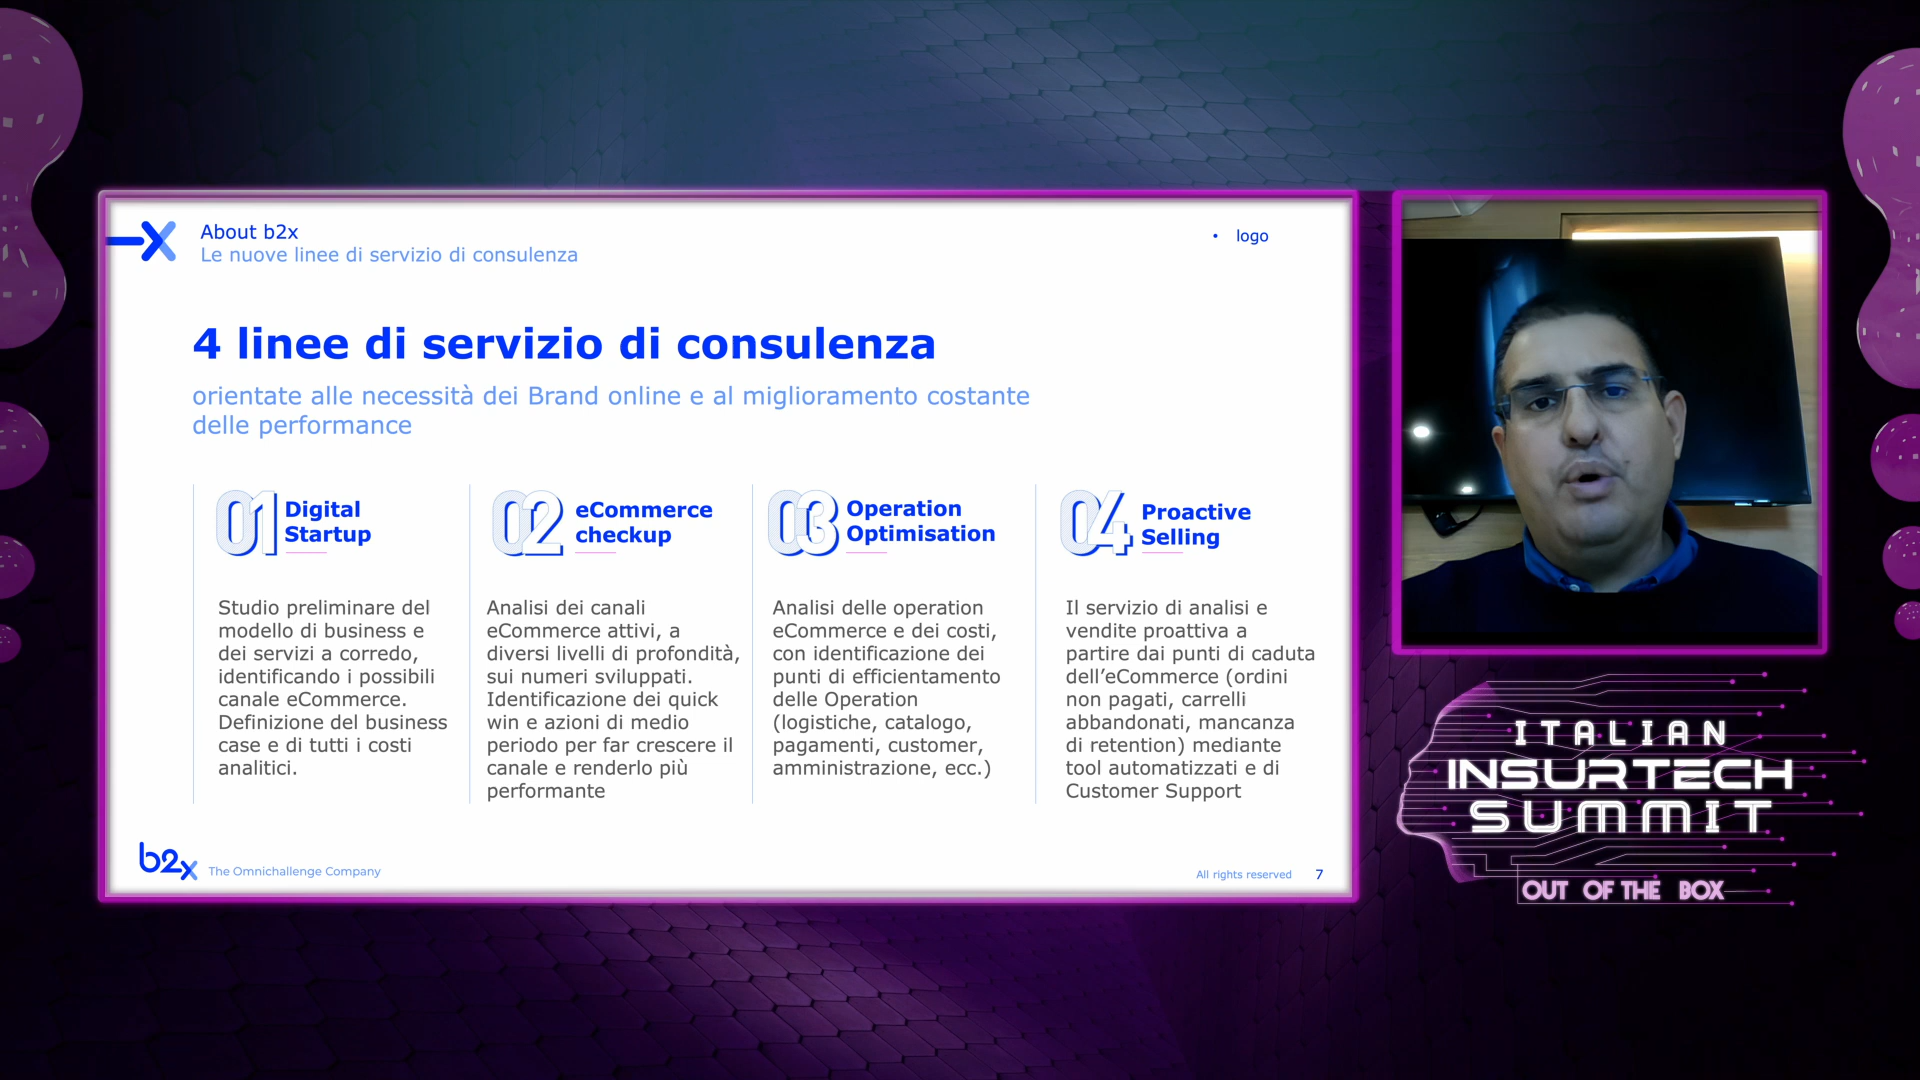 About b2x
Le nuove linee di servizio di consulenza
• logo
4 linee di servizio di consulenza
orientate alle necessità dei Brand online e al miglioramento costante
delle performance
01 Digital
Startup
Studio preliminare del
modello di business e
dei servizi a corredo,
identificando i possibili
canale eCommerce.
Definizione del business
case e di tutti i costi
analitici.
02 eCommerce
checkup
Analisi dei canali
eCommerce attivi, a
diversi livelli di profondità,
sui numeri sviluppati.
Identificazione dei quick
win e azioni di medio
periodo per far crescere il
canale e renderlo più
performante
03 Operation
Optimisation
Analisi delle operation
eCommerce e dei costi,
con identificazione dei
punti di efficientamento
delle Operation
(logistiche, catalogo,
pagamenti, customer,
amministrazione, ecc.)
04 Proactive
Selling
Il servizio di analisi e
vendite proattiva a
partire dai punti di caduta
dell’eCommerce (ordini
non pagati, carrelli
abbandonati, mancanza
di retention) mediante
tool automatizzati e di
Customer Support
b2x The Omnichallenge Company
All rights reserved 7
ITALIAN
INSURTECH
SUMMIT
OUT OF THE BOX